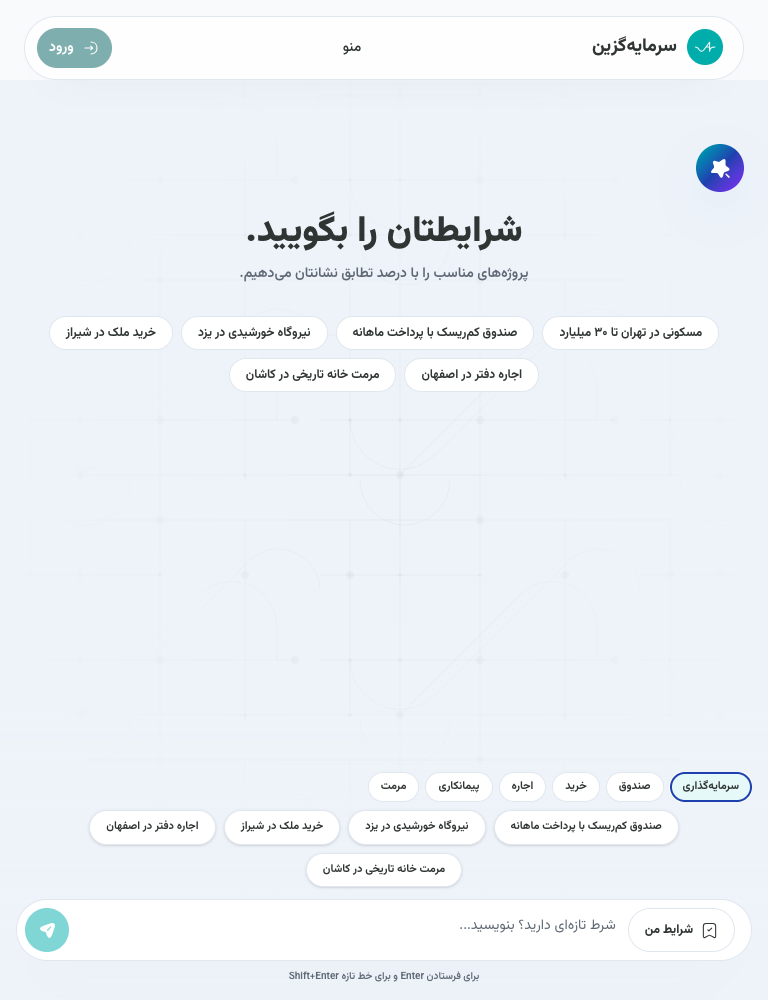 سرمایه‌گزین
منو
ورود
شرایطتان را بگویید.
پروژه‌های مناسب را با درصد تطابق نشانتان می‌دهیم.
مسکونی در تهران تا ۳۰ میلیارد
صندوق کم‌ریسک با پرداخت ماهانه
نیروگاه خورشیدی در یزد
خرید ملک در شیراز
اجاره دفتر در اصفهان
مرمت خانه تاریخی در کاشان
سرمایه‌گذاری
صندوق
خرید
اجاره
پیمانکاری
مرمت
صندوق کم‌ریسک با پرداخت ماهانه
نیروگاه خورشیدی در یزد
خرید ملک در شیراز
اجاره دفتر در اصفهان
مرمت خانه تاریخی در کاشان
شرایط من
شرط تازه‌ای دارید؟ بنویسید...
برای فرستادن Enter و برای خط تازه Shift+Enter